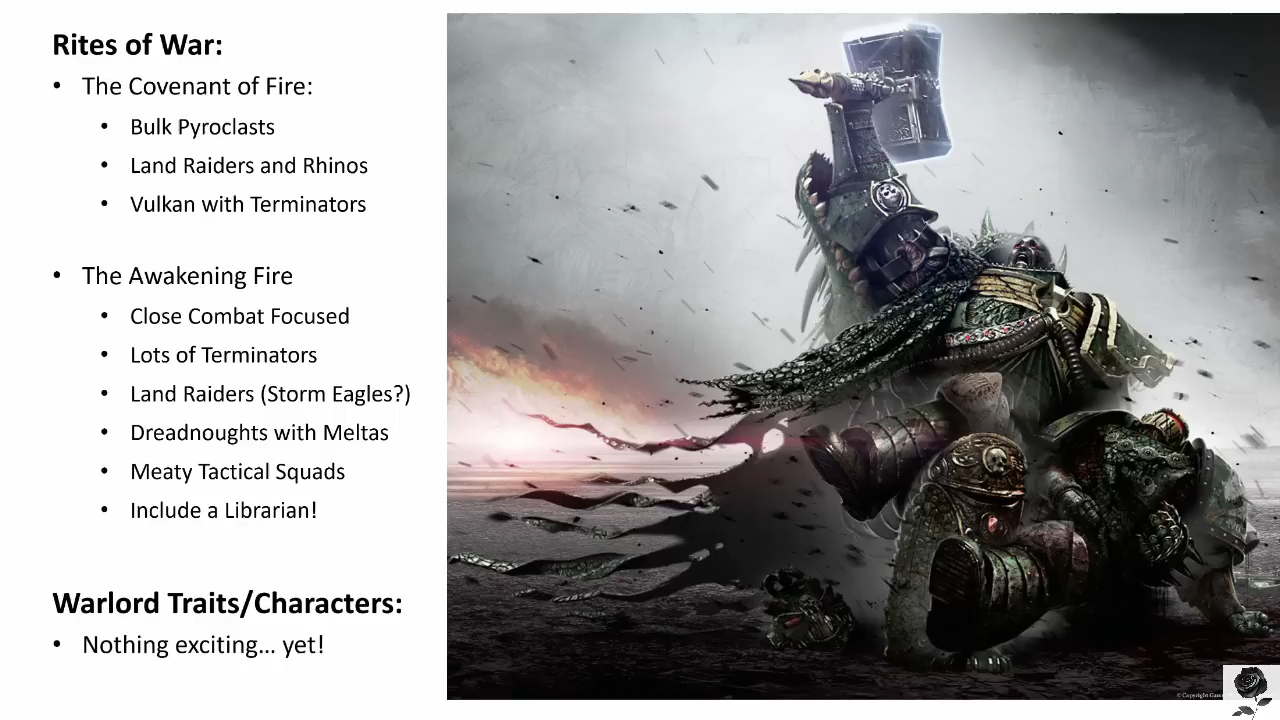 Rites of War:
• The Covenant of Fire:
• Bulk Pyroclasts
• Land Raiders and Rhinos
• Vulkan with Terminators
• The Awakening Fire
• Close Combat Focused
• Lots of Terminators
• Land Raiders (Storm Eagles?)
• Dreadnoughts with Meltas
• Meaty Tactical Squads
• Include a Librarian!
Warlord Traits/Characters:
• Nothing exciting… yet!
© Copyright